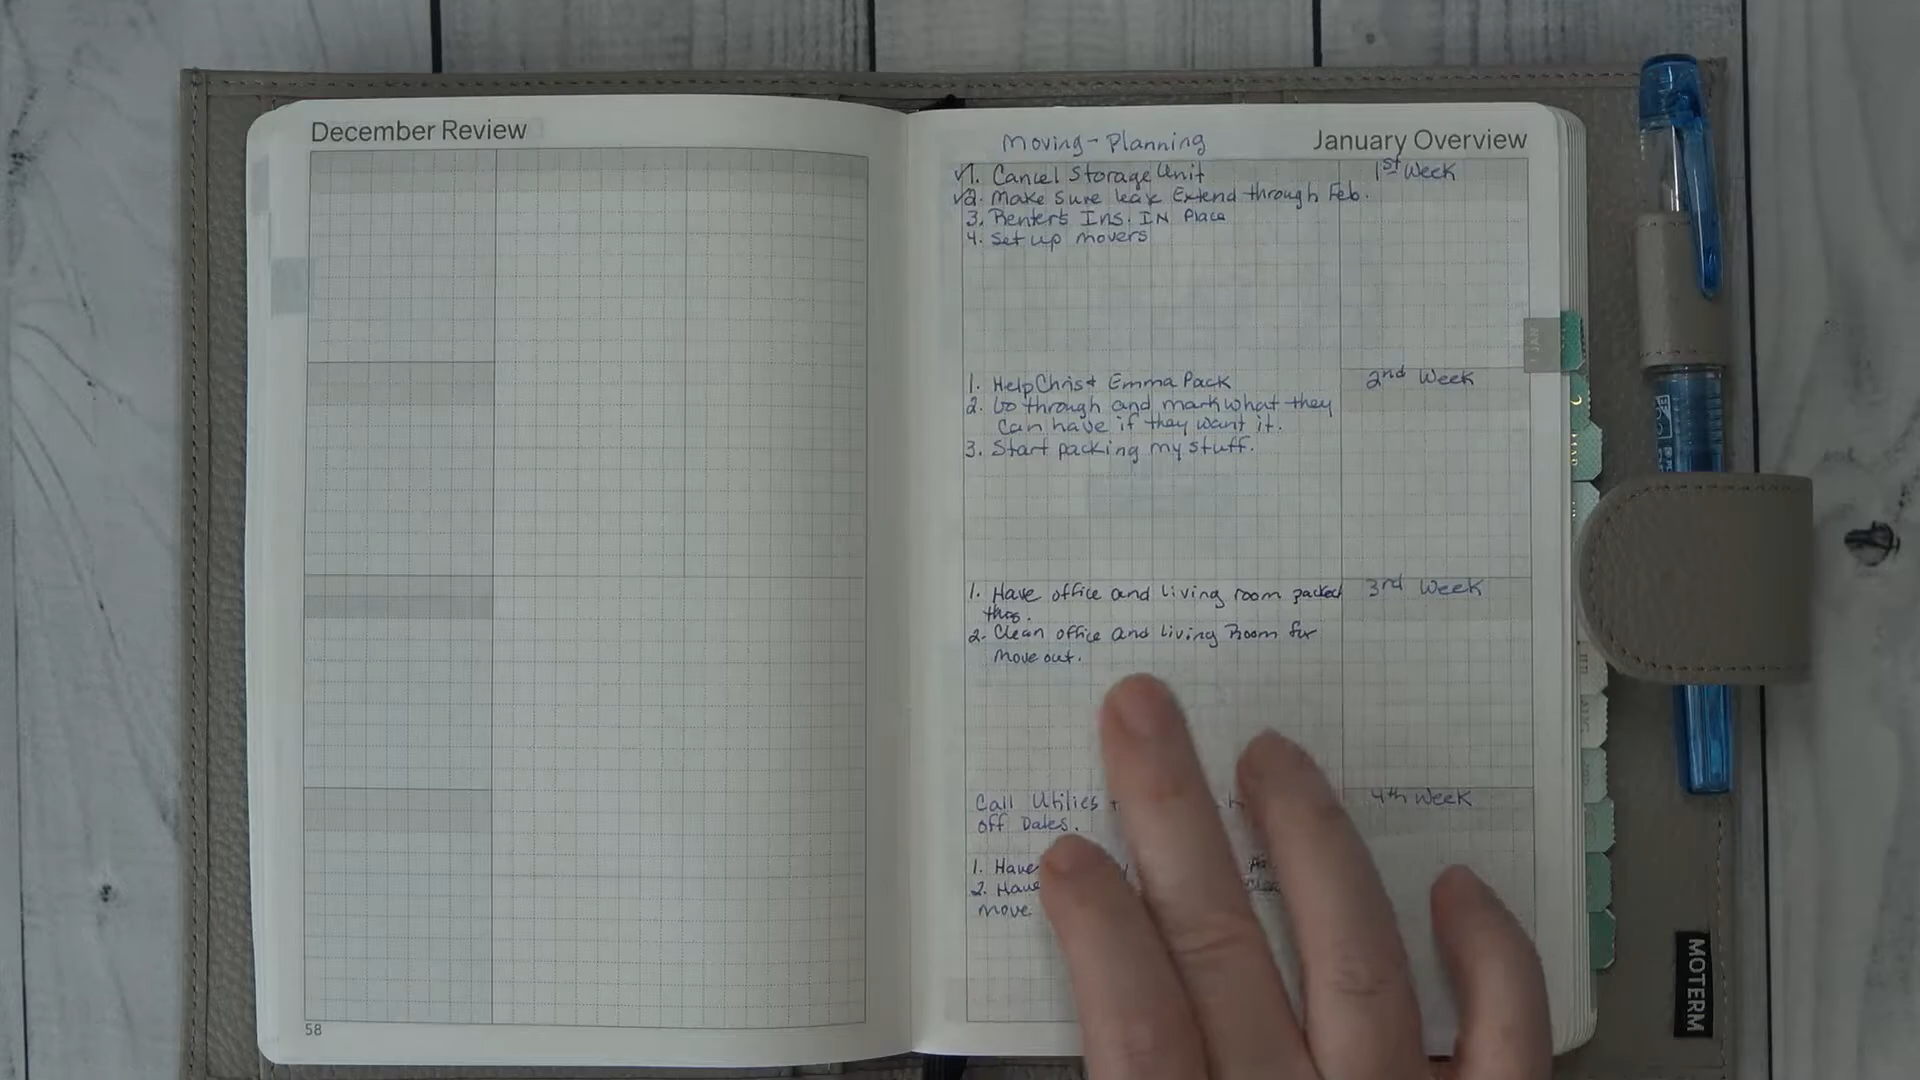 December Review
58
Moving-Planning
January Overview
1st Week
✓1. Cancel Storage Unit
✓2. Make Sure leak Extend through Feb.
3. Renters Ins. IN Place
4. Set up movers
JAN
2nd Week
1. Help Chris & Emma Pack
2. Go through and mark what they
can have if they want it.
3. Start packing my stuff.
3rd Week
1. Have office and living room packed
2. Clean office and living Room for
Move out.
4th Week
Call Utilies
off Dates.
1. Have
2. Have
Move
MOTERM